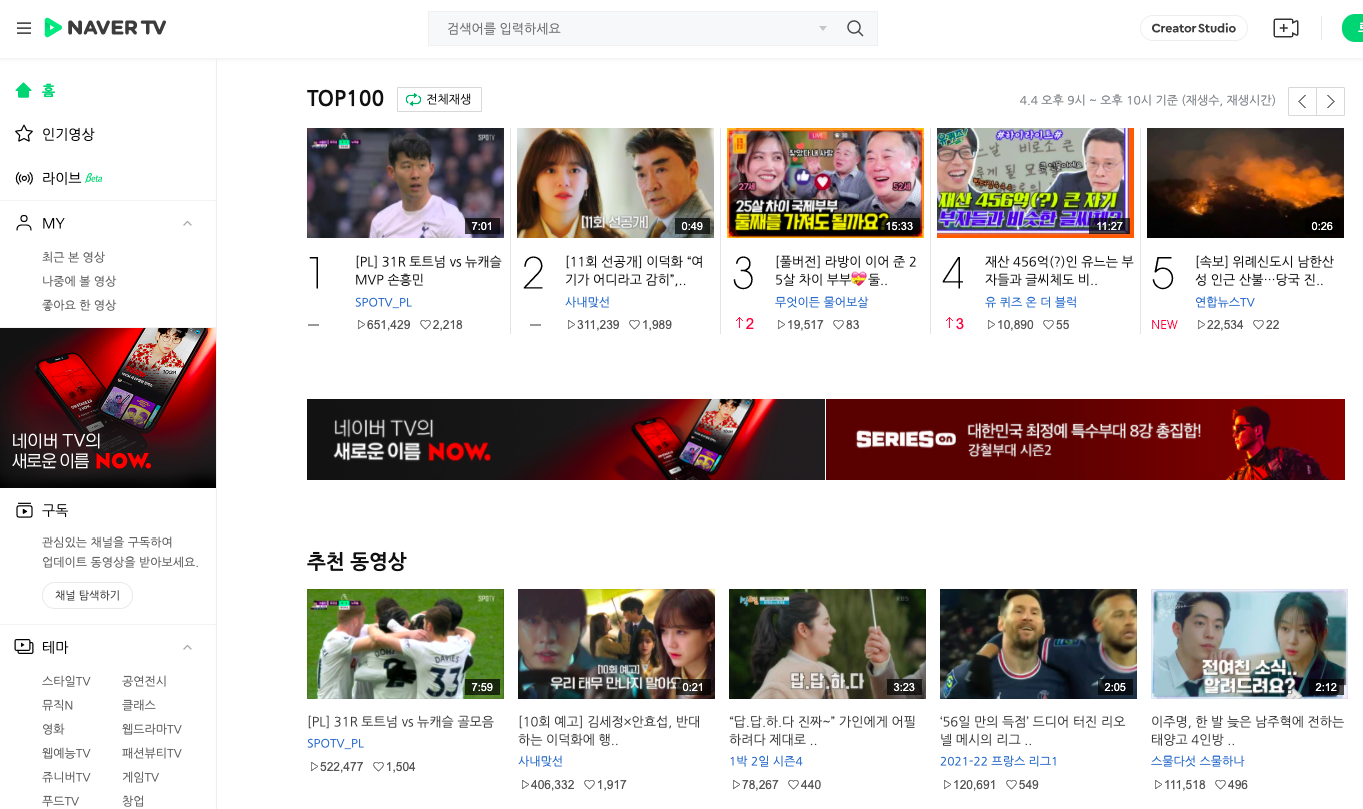 NAVER TV
검색어를 입력하세요
Creator Studio
홈
인기영상
라이브 βeta
MY
최근 본 영상
나중에 볼 영상
좋아요 한 영상
네이버 TV의
새로운 이름 NOW.
구독
관심있는 채널을 구독하여
업데이트 동영상을 받아보세요.
채널 탐색하기
테마
스타일TV 공연전시
뮤직N 클래스
영화 웹드라마TV
웹예능TV 패션뷰티TV
쥬니버TV 게임TV
푸드TV 창업
TOP100
전체재생
4.4 오후 9시 ~ 오후 10시 기준 (재생수, 재생시간)
SPOTV
7:01
1
[PL] 31R 토트넘 vs 뉴캐슬
MVP 손흥민
SPOTV_PL
651,429 2,218
[11회 선공개]
0:49
2
[11회 선공개] 이덕화 “여
기가 어디라고 감히”,..
사내맞선
311,239 1,989
LIVE
찾았다 내 사랑
27세
52세
25살 차이 국제부부
둘째를 가져도 될까요?
15:33
3
2
[풀버전] 라방이 이어 준 2
5살 차이 부부💝둘..
무엇이든 물어보살
19,517 83
#하이라이트#
재산 456억(?) 큰 자기
부자들과 비슷한 글씨체?
11:27
4
3
재산 456억(?)인 유느는 부
자들과 글씨체도 비..
유 퀴즈 온 더 블럭
10,890 55
0:26
5
NEW
[속보] 위례신도시 남한산
성 인근 산불…당국 진..
연합뉴스TV
22,534 22
네이버 TV의
새로운 이름 NOW.
SERIES on
대한민국 최정예 특수부대 8강 총집합!
강철부대 시즌2
추천 동영상
SPOTV
DAVIES
33
7:59
[PL] 31R 토트넘 vs 뉴캐슬 골모음
SPOTV_PL
522,477 1,504
[10회 예고]
우리 태무 만나지 말아요
0:21
[10회 예고] 김세정×안효섭, 반대
하는 이덕화에 행..
사내맞선
406,332 1,917
KBS
답.답.하.다
3:23
“답.답.하.다 진짜~” 가인에게 어필
하려다 제대로 ..
1박 2일 시즌4
78,267 440
2:05
‘56일 만의 득점’ 드디어 터진 리오
넬 메시의 리그 ..
2021-22 프랑스 리그1
120,691 549
전여친 소식..
알려드려요?
2:12
이주명, 한 발 늦은 남주혁에 전하는
태양고 4인방 ..
스물다섯 스물하나
111,518 496